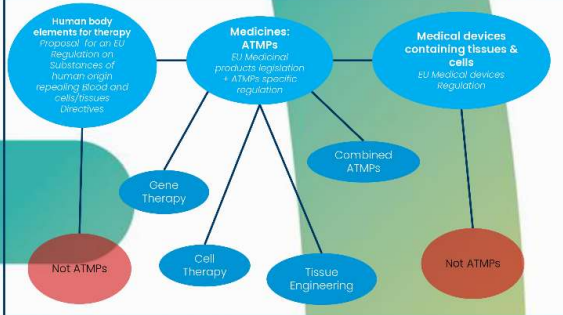 Human body
elements for therapy
Proposal for an EU
Regulation on
Substances of
human origin
repealing Blood and
cells/tissues
Directives
Medicines:
ATMPs
EU Medicinal
products legislation
+ ATMPs specific
regulation
Medical devices
containing tissues &
cells
EU Medical devices
Regulation
Combined
ATMPs
Gene
Therapy
Cell
Therapy
Tissue
Engineering
Not ATMPs
Not ATMPs